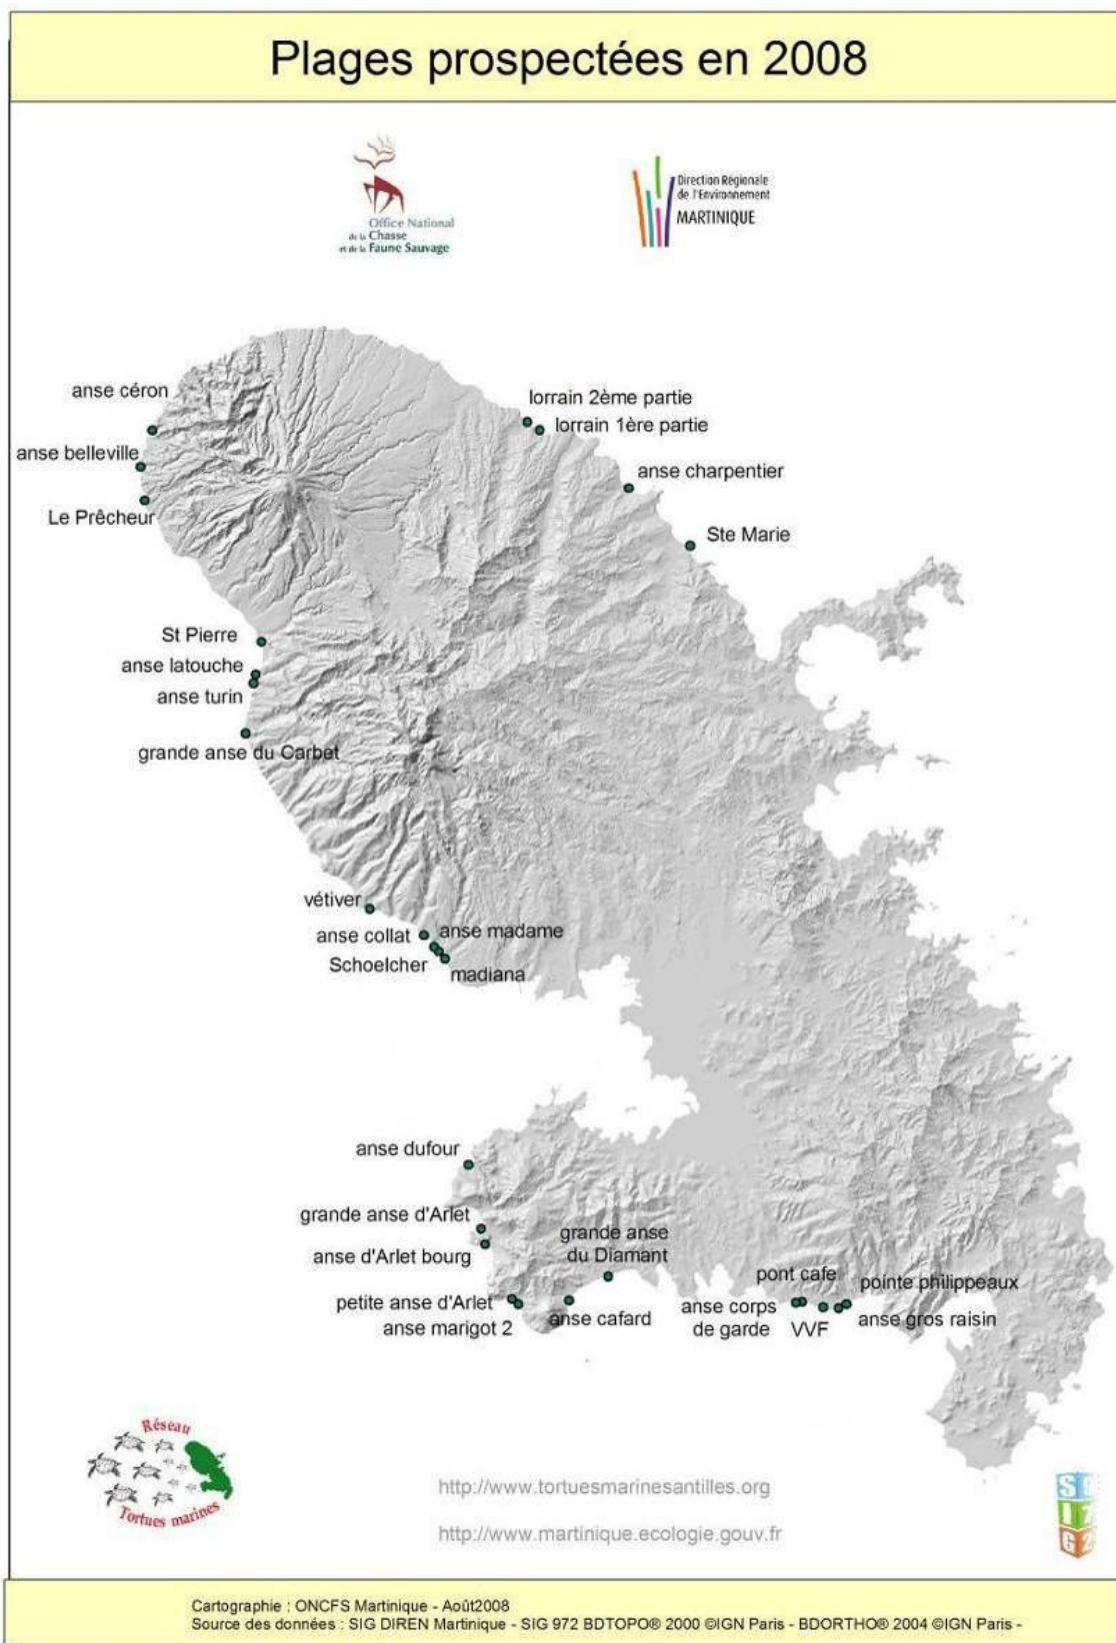 Plages prospectées en 2008
Office National
de la Chasse
et de la Faune Sauvage
Direction Régionale
de l'Environnement
MARTINIQUE
anse céron
lorrain 2ème partie
lorrain 1ère partie
anse belleville
anse charpentier
Le Prêcheur
Ste Marie
St Pierre
anse latouche
anse turin
grande anse du Carbet
vétiver
anse collat
anse madame
Schoelcher
madiana
anse dufour
grande anse d'Arlet
anse d'Arlet bourg
grande anse
du Diamant
petite anse d'Arlet
anse marigot 2
anse cafard
pont cafe
pointe philippeaux
anse corps
de garde
VVF
anse gros raisin
Réseau
Tortues marines
http://www.tortuesmarinesantilles.org
http://www.martinique.ecologie.gouv.fr
Cartographie : ONCFS Martinique - Août2008
Source des données : SIG DIREN Martinique - SIG 972 BDTOPO® 2000 ©IGN Paris - BDORTHO® 2004 ©IGN Paris -